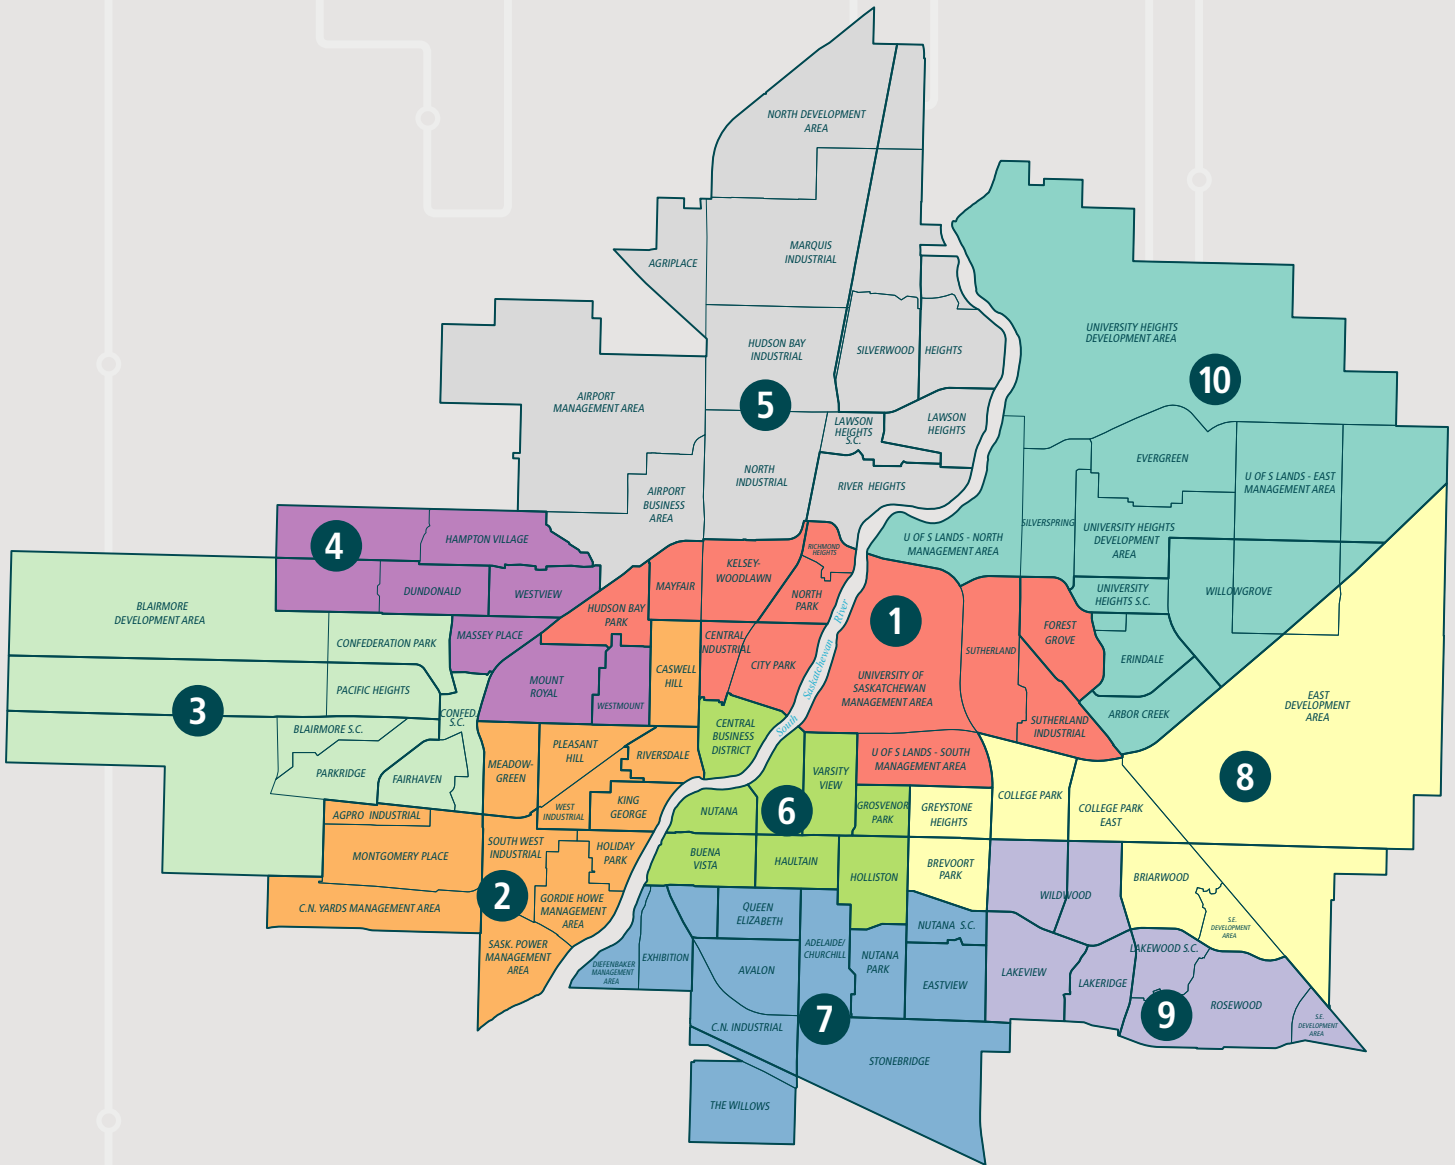 NORTH DEVELOPMENT
AREA
MARQUIS
INDUSTRIAL
AGRIPLACE
HUDSON BAY
INDUSTRIAL
SILVERWOOD
HEIGHTS
UNIVERSITY HEIGHTS
DEVELOPMENT AREA
10
5
AIRPORT
MANAGEMENT AREA
LAWSON
HEIGHTS
S.C.
LAWSON
HEIGHTS
NORTH
INDUSTRIAL
RIVER HEIGHTS
AIRPORT
BUSINESS
AREA
EVERGREEN
U OF S LANDS - EAST
MANAGEMENT AREA
SILVERSPRING
UNIVERSITY HEIGHTS
DEVELOPMENT
AREA
U OF S LANDS - NORTH
MANAGEMENT AREA
4
HAMPTON VILLAGE
RICHMOND
HEIGHTS
KELSEY-
WOODLAWN
MAYFAIR
NORTH
PARK
DUNDONALD
WESTVIEW
HUDSON BAY
PARK
UNIVERSITY
HEIGHTS S.C.
WILLOWGROVE
BLAIRMORE
DEVELOPMENT AREA
CONFEDERATION PARK
MASSEY PLACE
CENTRAL
INDUSTRIAL
South Saskatchewan River
1
FOREST
GROVE
SUTHERLAND
ERINDALE
CITY PARK
CASWELL
HILL
MOUNT
ROYAL
WESTMOUNT
UNIVERSITY OF
SASKATCHEWAN
MANAGEMENT AREA
PACIFIC HEIGHTS
3
CONFED.
S.C.
BLAIRMORE S.C.
ARBOR CREEK
EAST
DEVELOPMENT
AREA
SUTHERLAND
INDUSTRIAL
CENTRAL
BUSINESS
DISTRICT
PLEASANT
HILL
RIVERSDALE
MEADOW-
GREEN
PARKRIDGE
FAIRHAVEN
U OF S LANDS - SOUTH
MANAGEMENT AREA
VARSITY
VIEW
8
COLLEGE PARK
COLLEGE PARK
EAST
GREYSTONE
HEIGHTS
GROSVENOR
PARK
6
NUTANA
KING
GEORGE
WEST
INDUSTRIAL
AGPRO INDUSTRIAL
SOUTH WEST
INDUSTRIAL
HOLIDAY
PARK
MONTGOMERY PLACE
BUENA
VISTA
HAULTAIN
HOLLISTON
BREVOORT
PARK
WILDWOOD
BRIARWOOD
2
GORDIE HOWE
MANAGEMENT
AREA
C.N. YARDS MANAGEMENT AREA
QUEEN
ELIZABETH
NUTANA S.C.
S.E.
DEVELOPMENT
AREA
SASK. POWER
MANAGEMENT
AREA
DIEFENBAKER
MANAGEMENT
AREA
EXHIBITION
AVALON
ADELAIDE/
CHURCHILL
NUTANA
PARK
EASTVIEW
LAKEVIEW
LAKERIDGE
LAKEWOOD S.C.
ROSEWOOD
9
S.E.
DEVELOPMENT
AREA
C.N. INDUSTRIAL
7
STONEBRIDGE
THE WILLOWS